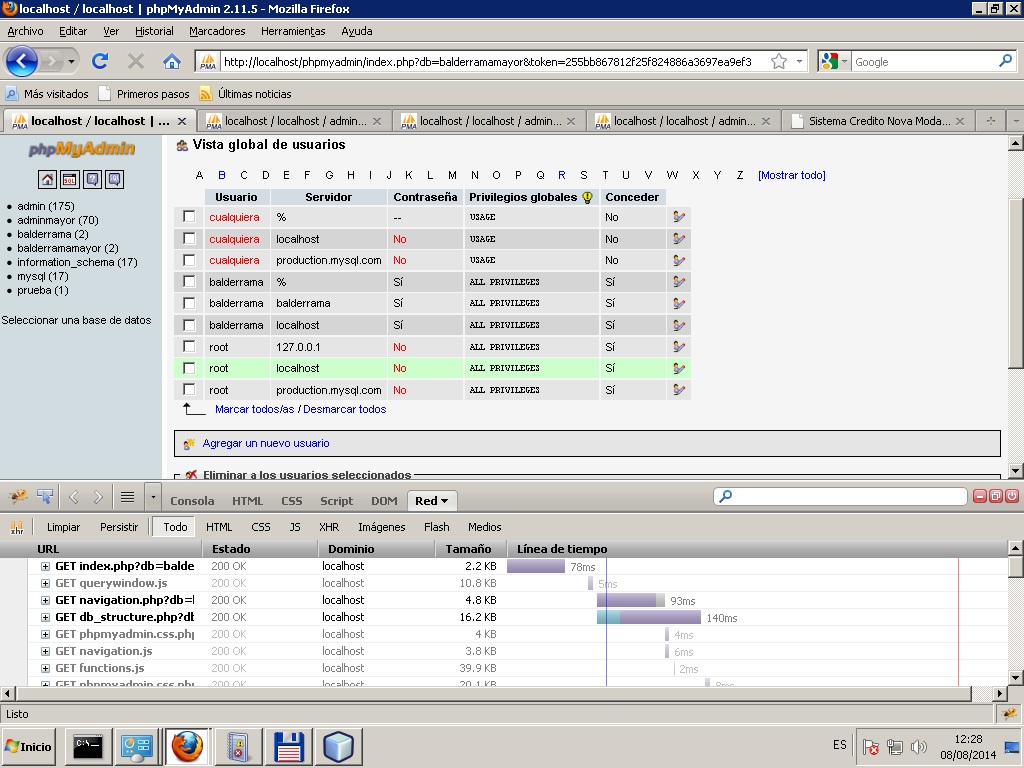 localhost / localhost | phpMyAdmin 2.11.5 - Mozilla Firefox
Archivo Editar Ver Historial Marcadores Herramientas Ayuda
http://localhost/phpmyadmin/index.php?db=balderramamayor&token=255bb867812f25f824886a3697ea9ef3 Google
Más visitados Primeros pasos Últimas noticias
localhost / localhost | ... localhost / localhost / admin... localhost / localhost / admin... localhost / localhost / admin... Sistema Credito Nova Moda...
phpMyAdmin
SQL
admin (175)
adminmayor (70)
balderrama (2)
balderramamayor (2)
information_schema (17)
mysql (17)
prueba (1)
Seleccionar una base de datos
Vista global de usuarios
A B C D E F G H I J K L M N O P Q R S T U V W X Y Z [Mostrar todo]
Usuario Servidor Contraseña Privilegios globales Conceder
cualquiera % -- USAGE No
cualquiera localhost No USAGE No
cualquiera production.mysql.com No USAGE No
balderrama % Sí ALL PRIVILEGES Sí
balderrama balderrama Sí ALL PRIVILEGES Sí
balderrama localhost Sí ALL PRIVILEGES Sí
root 127.0.0.1 No ALL PRIVILEGES Sí
root localhost No ALL PRIVILEGES Sí
root production.mysql.com No ALL PRIVILEGES Sí
Marcar todos/as / Desmarcar todos
Agregar un nuevo usuario
Eliminar a los usuarios seleccionados
Consola HTML CSS Script DOM Red
xhr Limpiar Persistir Todo HTML CSS JS XHR Imágenes Flash Medios
URL Estado Dominio Tamaño Línea de tiempo
GET index.php?db=balde 200 OK localhost 2.2 KB 78ms
GET querywindow.js 200 OK localhost 10.8 KB 5ms
GET navigation.php?db=l 200 OK localhost 4.8 KB 93ms
GET db_structure.php?db 200 OK localhost 16.2 KB 140ms
GET phpmyadmin.css.php 200 OK localhost 4 KB 4ms
GET navigation.js 200 OK localhost 3.8 KB 6ms
GET functions.js 200 OK localhost 39.9 KB 2ms
GET phpmyadmin.css.php 200 OK localhost 20.1 KB 8ms
Listo
Inicio ES 12:28
08/08/2014